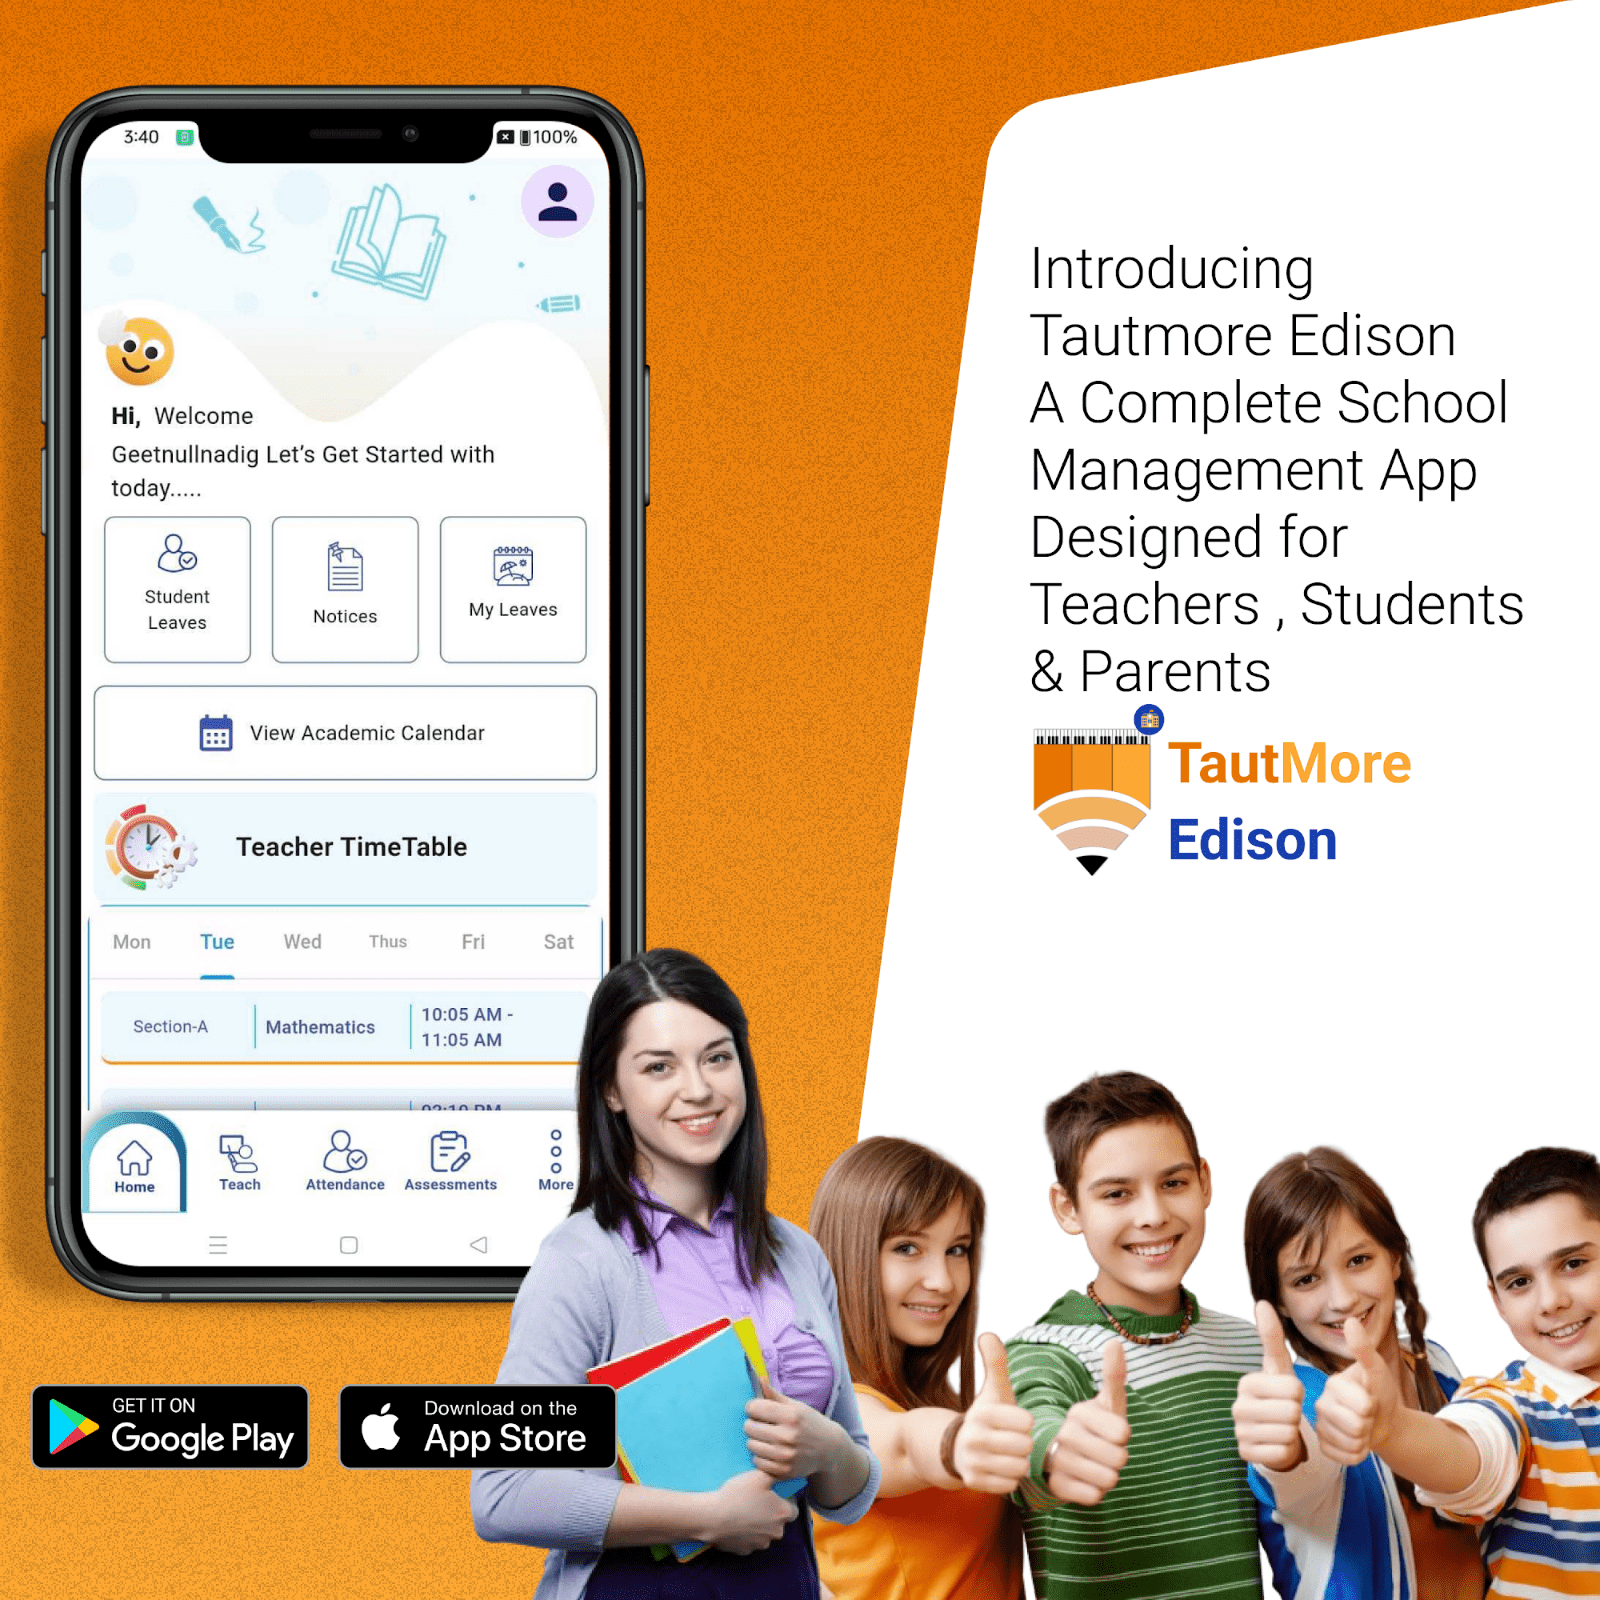 3:40
100%
Hi, Welcome
Geetnullnadig Let's Get Started with
today.....
Student
Leaves
Notices
My Leaves
View Academic Calendar
Teacher TimeTable
Mon Tue Wed Thus Fri Sat
Section-A Mathematics 10:05 AM -
11:05 AM
Home Teach Attendance Assessments More
GET IT ON
Google Play
Download on the
App Store
Introducing
Tautmore Edison
A Complete School
Management App
Designed for
Teachers , Students
& Parents
TautMore
Edison